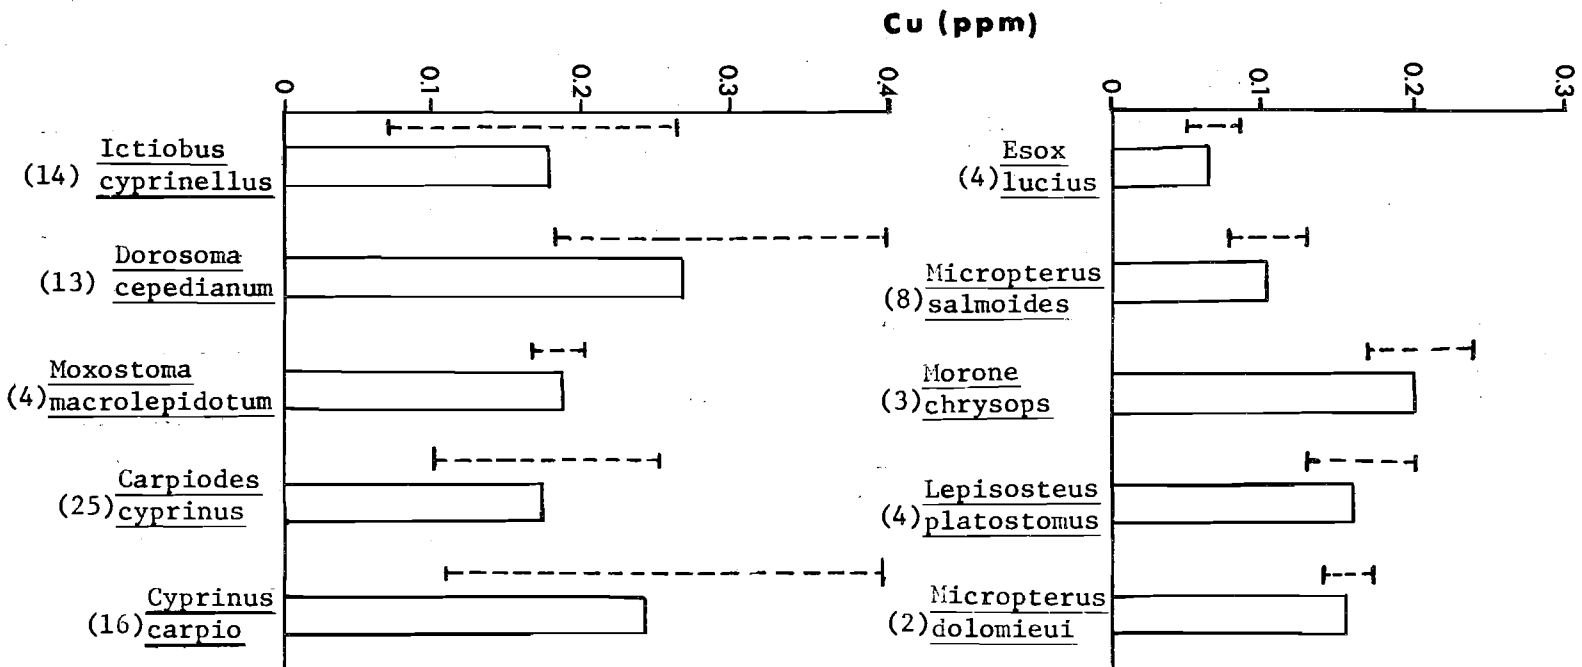 Cu (ppm)
0 0.1 0.2 0.3 0.4
(14) Ictiobus
cyprinellus
(13) Dorosoma
cepedianum
(4) Moxostoma
macrolepidotum
(25) Carpiodes
cyprinus
(16) Cyprinus
carpio
0 0.1 0.2 0.3
(4) Esox
lucius
(8) Micropterus
salmoides
(3) Morone
chrysops
(4) Lepisosteus
platostomus
(2) Micropterus
dolomieui